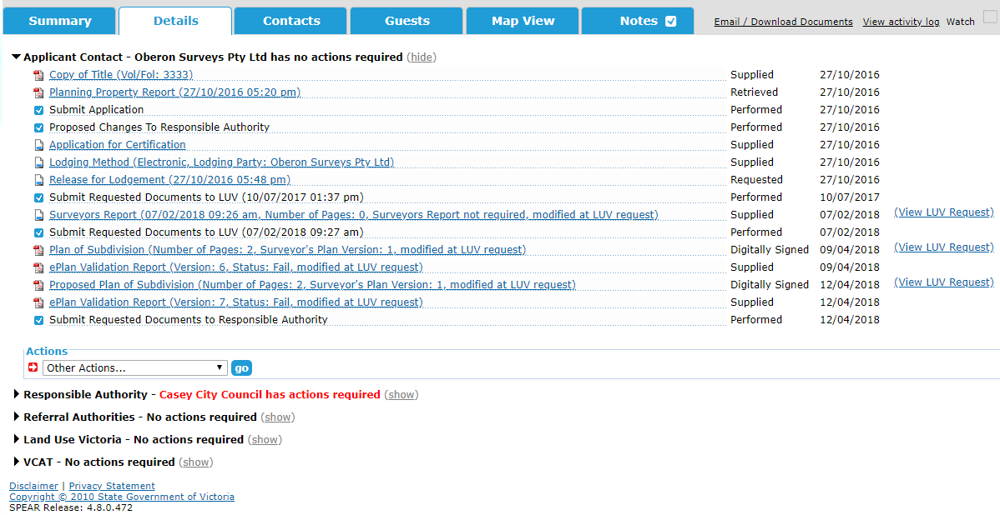 Summary Details Contacts Guests Map View Notes Email / Download Documents View activity log Watch
Applicant Contact - Oberon Surveys Pty Ltd has no actions required (hide)
Copy of Title (Vol/Fol: 3333) Supplied 27/10/2016
Planning Property Report (27/10/2016 05:20 pm) Retrieved 27/10/2016
Submit Application Performed 27/10/2016
Proposed Changes To Responsible Authority Performed 27/10/2016
Application for Certification Supplied 27/10/2016
Lodging Method (Electronic, Lodging Party: Oberon Surveys Pty Ltd) Supplied 27/10/2016
Release for Lodgement (27/10/2016 05:48 pm) Requested 27/10/2016
Submit Requested Documents to LUV (10/07/2017 01:37 pm) Performed 10/07/2017
Surveyors Report (07/02/2018 09:26 am, Number of Pages: 0, Surveyors Report not required, modified at LUV request) Supplied 07/02/2018 (View LUV Request)
Submit Requested Documents to LUV (07/02/2018 09:27 am) Performed 07/02/2018
Plan of Subdivision (Number of Pages: 2, Surveyor's Plan Version: 1, modified at LUV request) Digitally Signed 09/04/2018 (View LUV Request)
ePlan Validation Report (Version: 6, Status: Fail, modified at LUV request) Supplied 09/04/2018
Proposed Plan of Subdivision (Number of Pages: 2, Surveyor's Plan Version: 1, modified at LUV request) Digitally Signed 12/04/2018 (View LUV Request)
ePlan Validation Report (Version: 7, Status: Fail, modified at LUV request) Supplied 12/04/2018
Submit Requested Documents to Responsible Authority Performed 12/04/2018
Actions
Other Actions... go
Responsible Authority - Casey City Council has actions required (show)
Referral Authorities - No actions required (show)
Land Use Victoria - No actions required (show)
VCAT - No actions required (show)
Disclaimer | Privacy Statement
Copyright © 2010 State Government of Victoria
SPEAR Release: 4.8.0.472